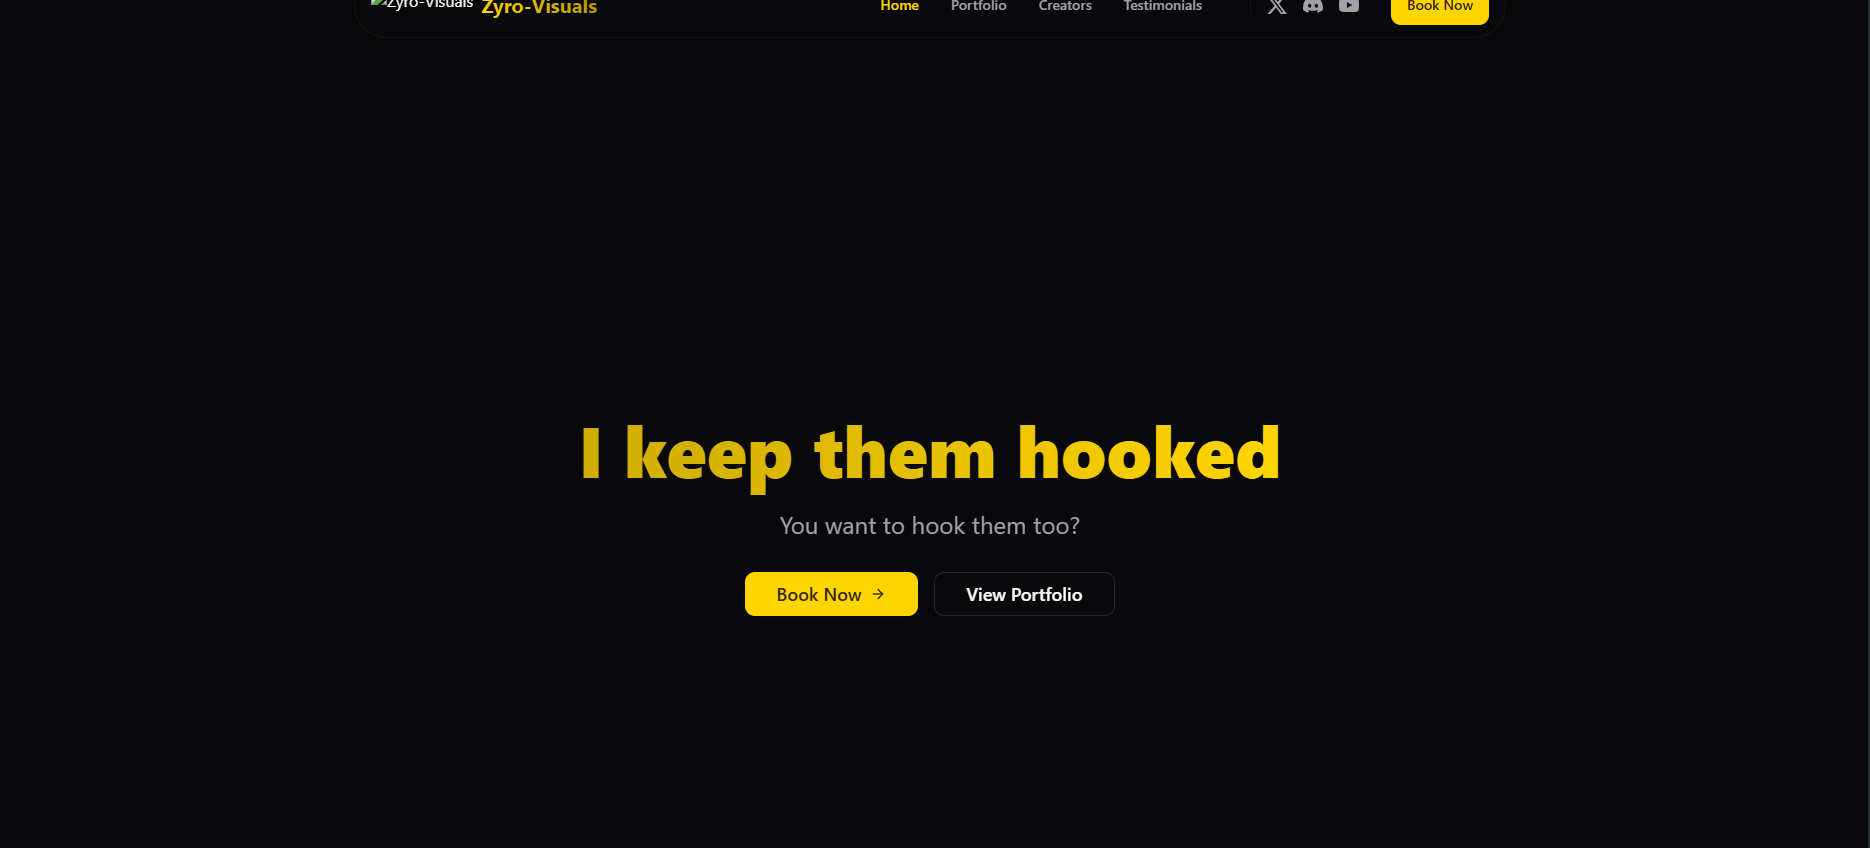 Zyro-Visuals Zyro-Visuals Home Portfolio Creators Testimonials Book Now
I keep them hooked
You want to hook them too?
Book Now → View Portfolio